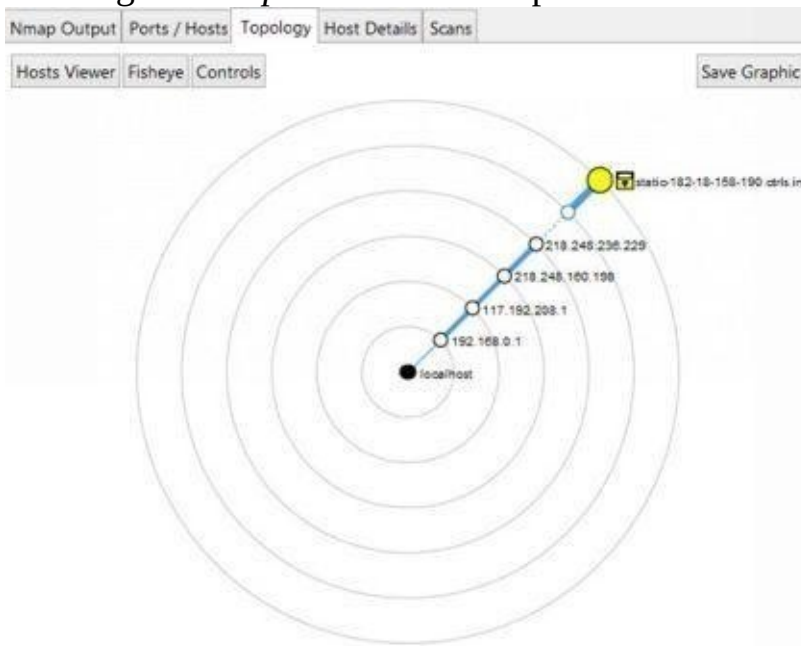 Nmap Output Ports / Hosts Topology Host Details Scans
Hosts Viewer Fisheye Controls Save Graphic
static-182-18-158-190.ctrls.in
218.248.236.229
218.248.160.198
117.192.208.1
192.168.0.1
localhost